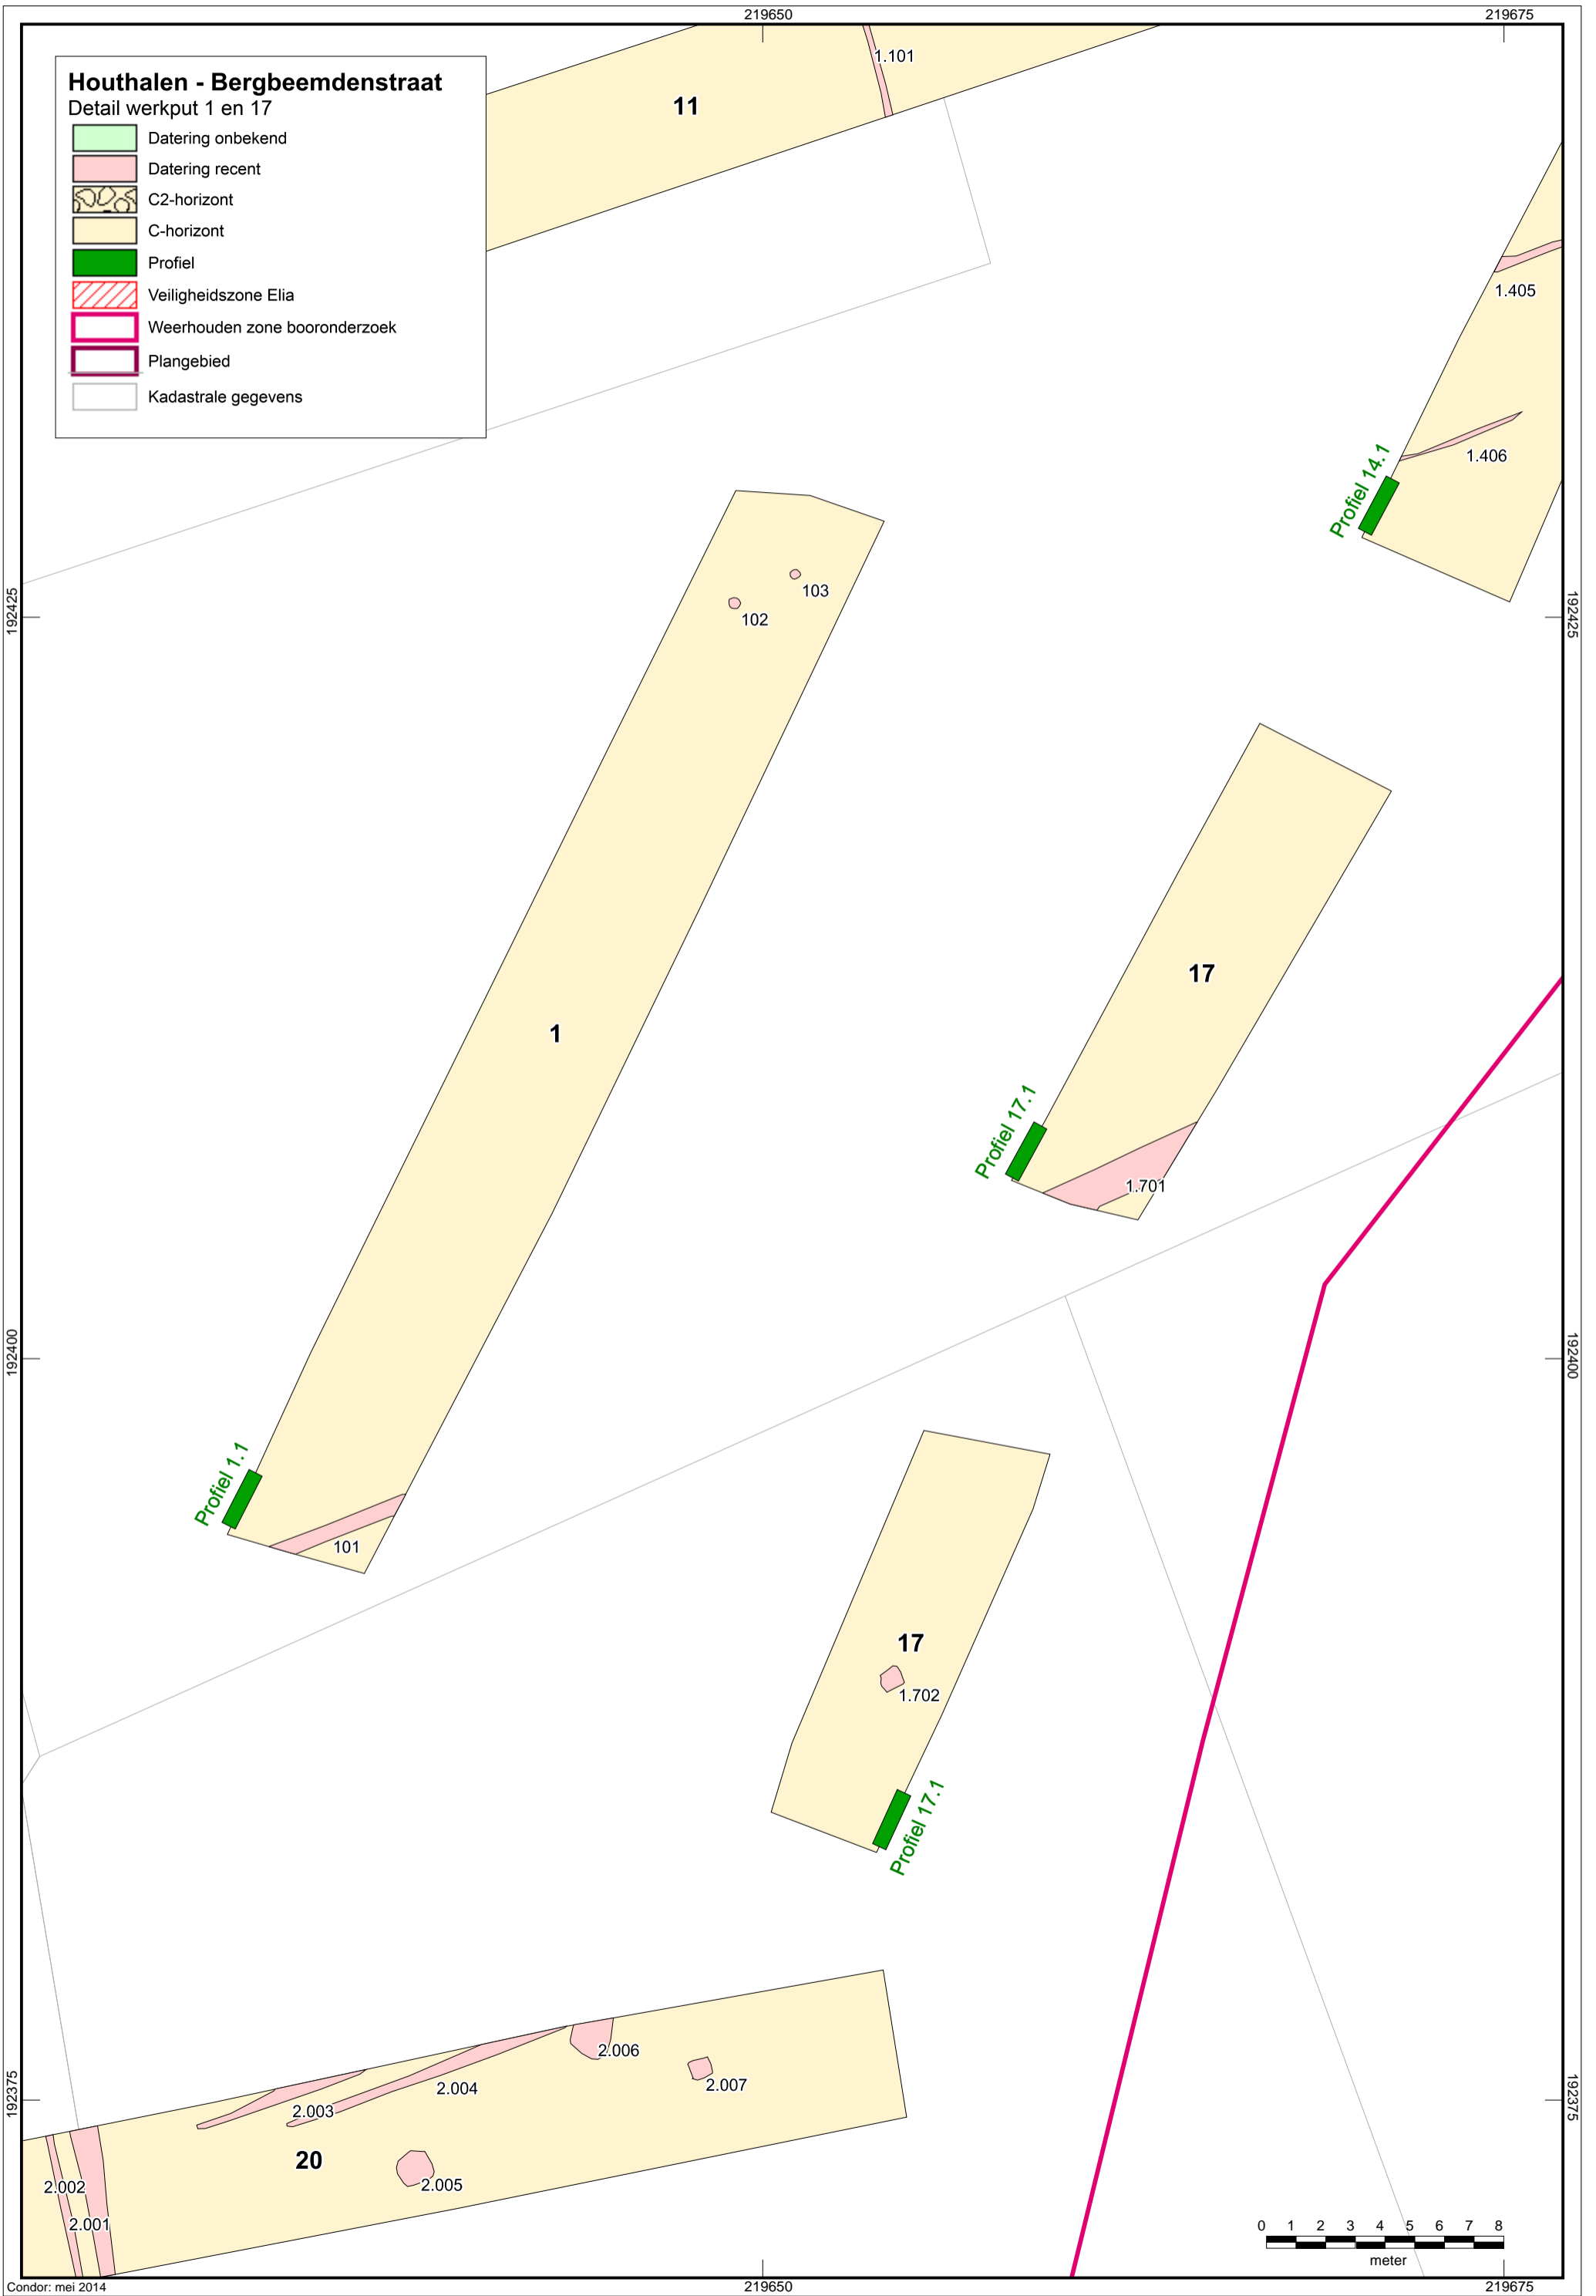 219650
219675
Houthalen - Bergbeemdenstraat
Detail werkput 1 en 17
Datering onbekend
Datering recent
C2-horizont
C-horizont
Profiel
Veiligheidszone Elia
Weerhouden zone booronderzoek
Plangebied
Kadastrale gegevens
1.101
11
1.405
1.406
Profiel 14.1
103
102
192425
192425
17
1
Profiel 17.1
1.701
192400
192400
Profiel 1.1
101
17
1.702
Profiel 17.1
2.006
2.007
2.004
2.003
192375
192375
20
2.005
2.002
2.001
0 1 2 3 4 5 6 7 8
meter
Condor: mei 2014
219650
219675